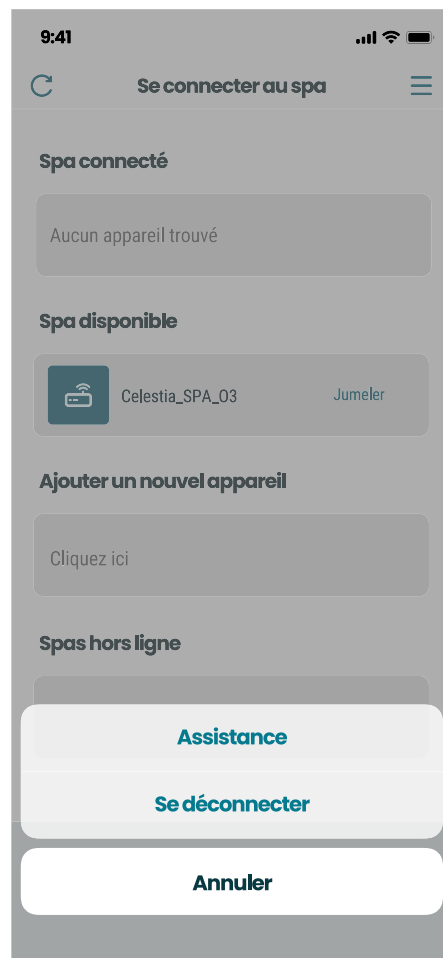 9:41
Se connecter au spa
Spa connecté
Aucun appareil trouvé
Spa disponible
Celestia_SPA_03 Jumeler
Ajouter un nouvel appareil
Cliquez ici
Spas hors ligne
Assistance
Se déconnecter
Annuler